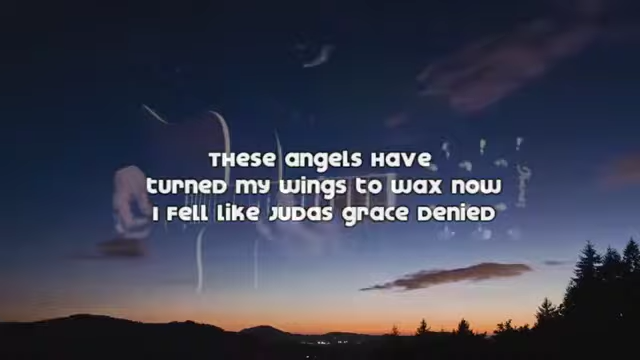 These angels have
turned my wings to wax now
I fell like Judas grace denied